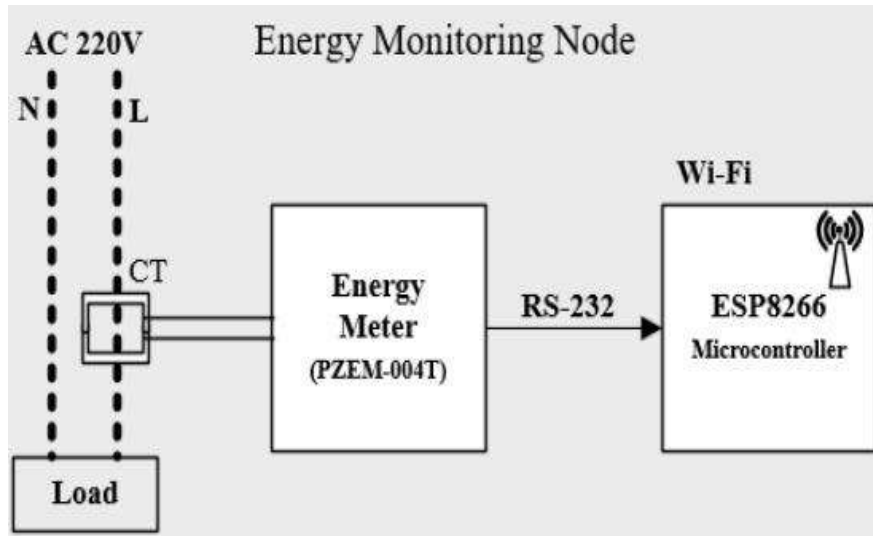 AC 220V
Energy Monitoring Node
N
L
Wi-Fi
CT
Energy
Meter
(PZEM-004T)
RS-232
ESP8266
Microcontroller
Load